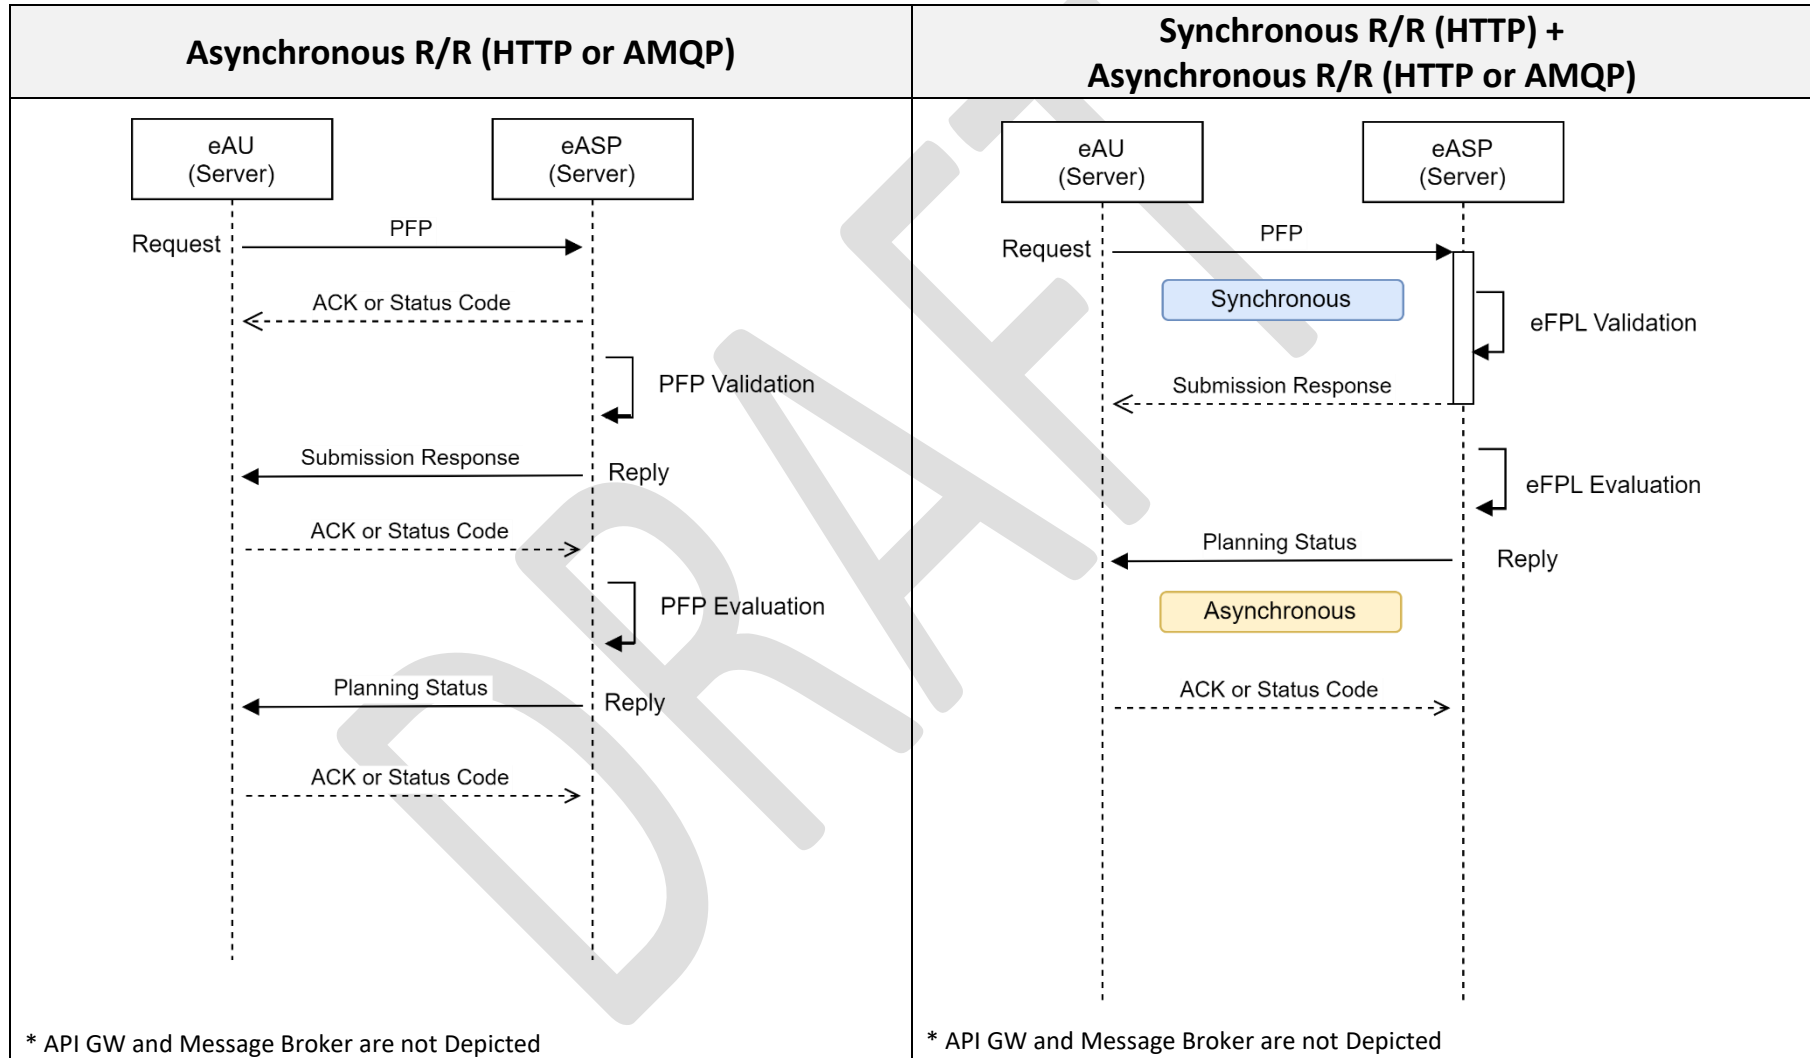 Asynchronous R/R (HTTP or AMQP)
eAU
(Server)
eASP
(Server)
Request
PFP
ACK or Status Code
PFP Validation
Submission Response
Reply
ACK or Status Code
PFP Evaluation
Planning Status
Reply
ACK or Status Code
* API GW and Message Broker are not Depicted
Synchronous R/R (HTTP) +
Asynchronous R/R (HTTP or AMQP)
eAU
(Server)
eASP
(Server)
Request
PFP
Synchronous
eFPL Validation
Submission Response
eFPL Evaluation
Planning Status
Reply
Asynchronous
ACK or Status Code
* API GW and Message Broker are not Depicted
DRAFT